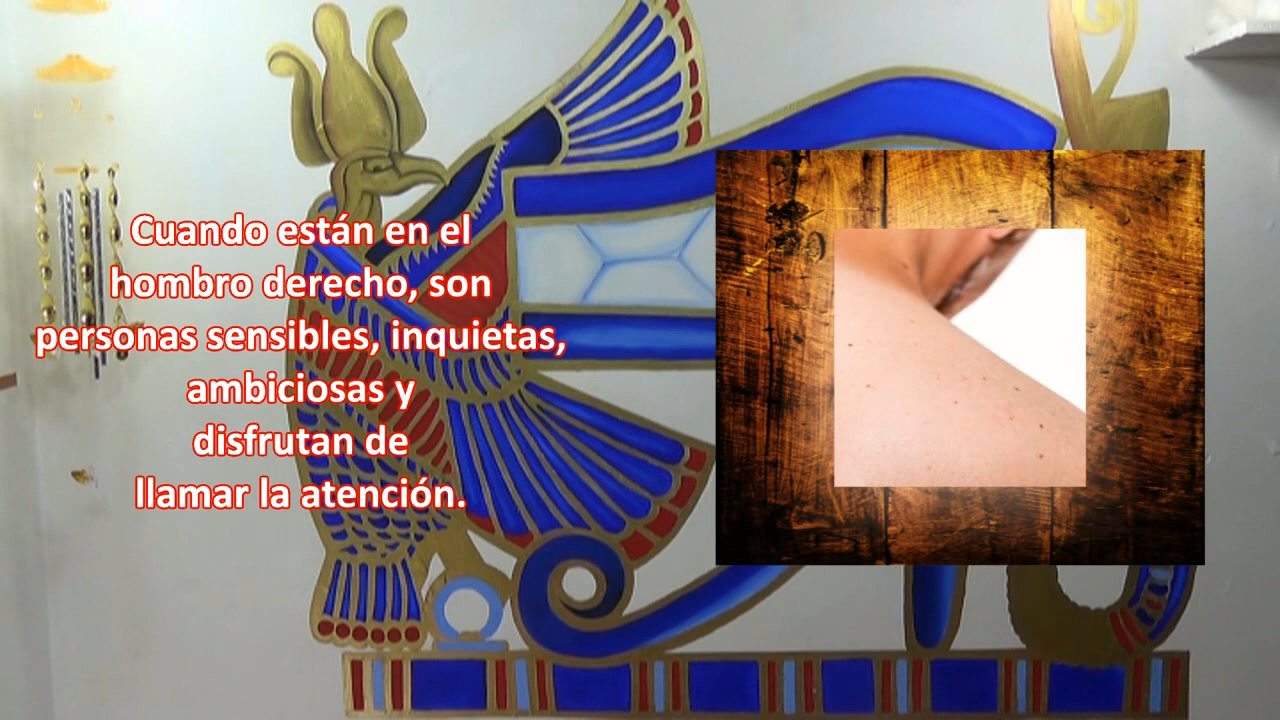 Cuando están en el
hombro derecho, son
personas sensibles, inquietas,
ambiciosas y
disfrutan de
llamar la atención.